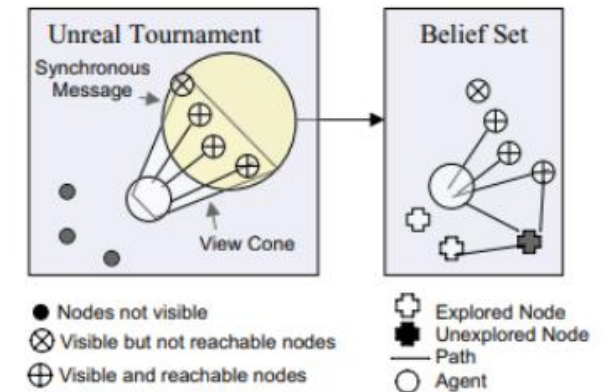 Unreal Tournament
Synchronous
Message
View Cone
Belief Set
Nodes not visible
Visible but not reachable nodes
Visible and reachable nodes
Explored Node
Unexplored Node
Path
Agent